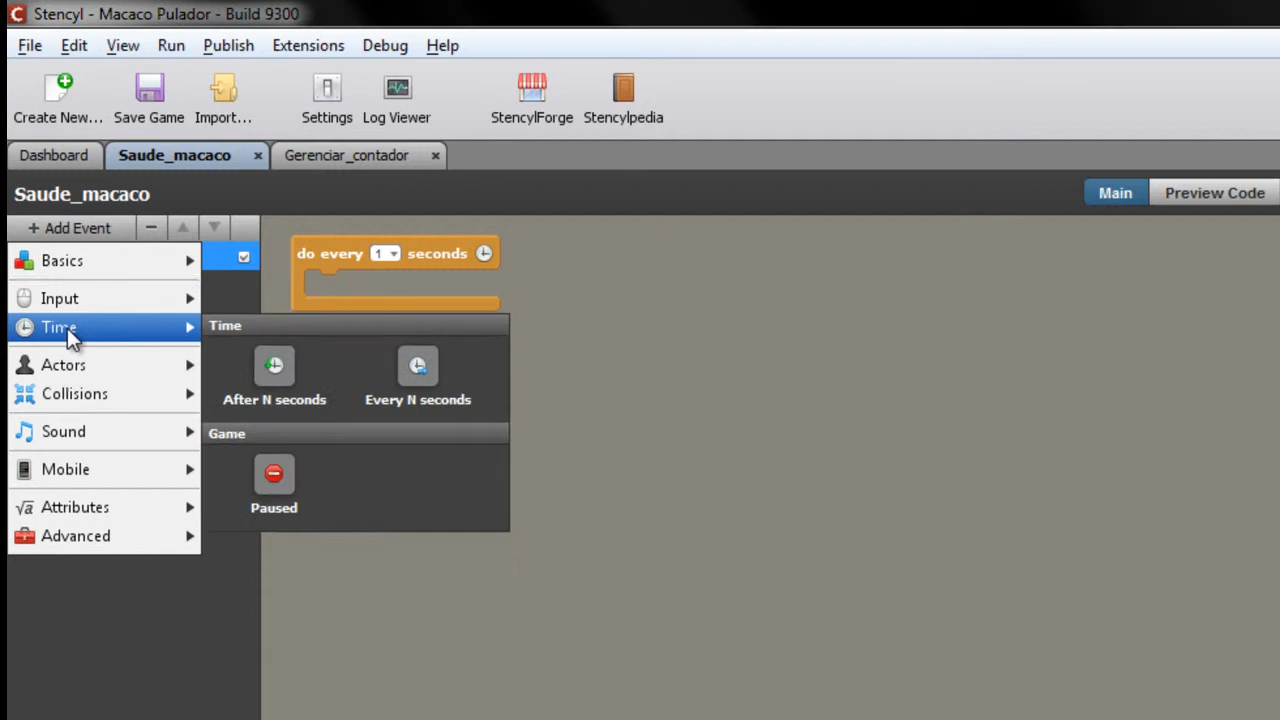 Stencyl - Macaco Pulador - Build 9300
File Edit View Run Publish Extensions Debug Help
Create New... Save Game Import... Settings Log Viewer StencylForge Stencylpedia
Dashboard Saude_macaco × Gerenciar_contador ×
Saude_macaco Main Preview Code
+ Add Event
do every 1 seconds
Basics
Input
Time
Actors
Collisions
Sound
Mobile
Attributes
Advanced
Time
After N seconds Every N seconds
Game
Paused